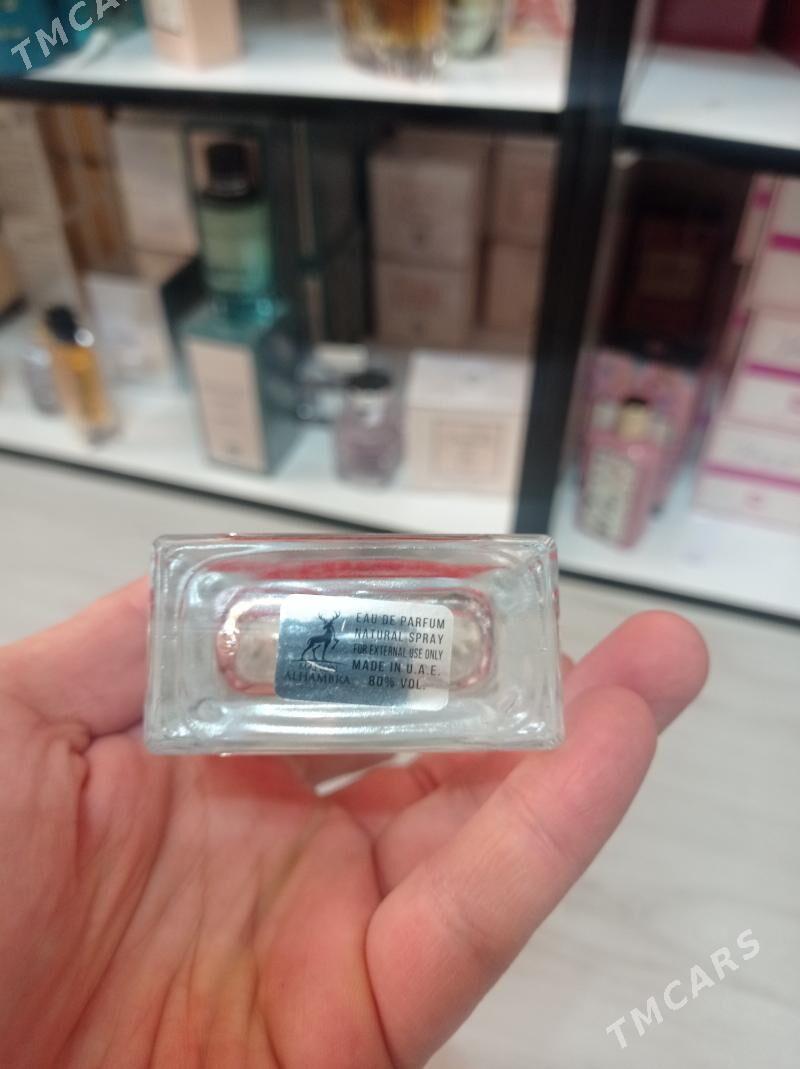 TMCARS
EAU DE PARFUM
NATURAL SPRAY
FOR EXTERNAL USE ONLY
MADE IN U.A.E.
80% VOL.
ALHAMBRA
TMCARS